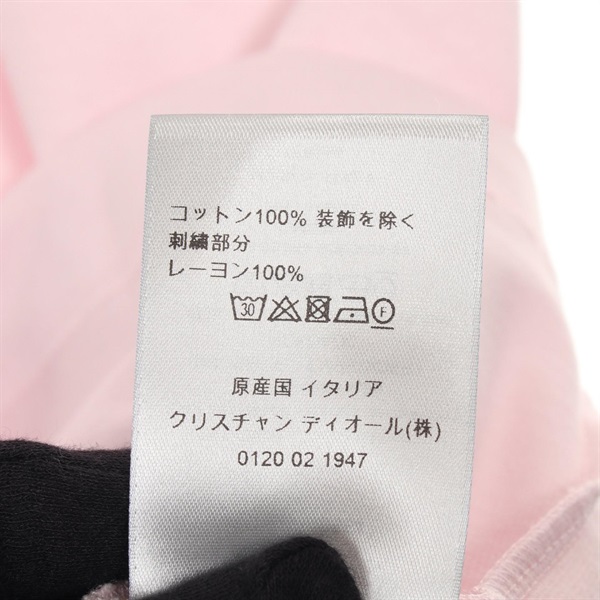 コットン100% 装飾を除く
刺繍部分
レーヨン100%
30 F
原産国 イタリア
クリスチャン ディオール(株)
0120 02 1947